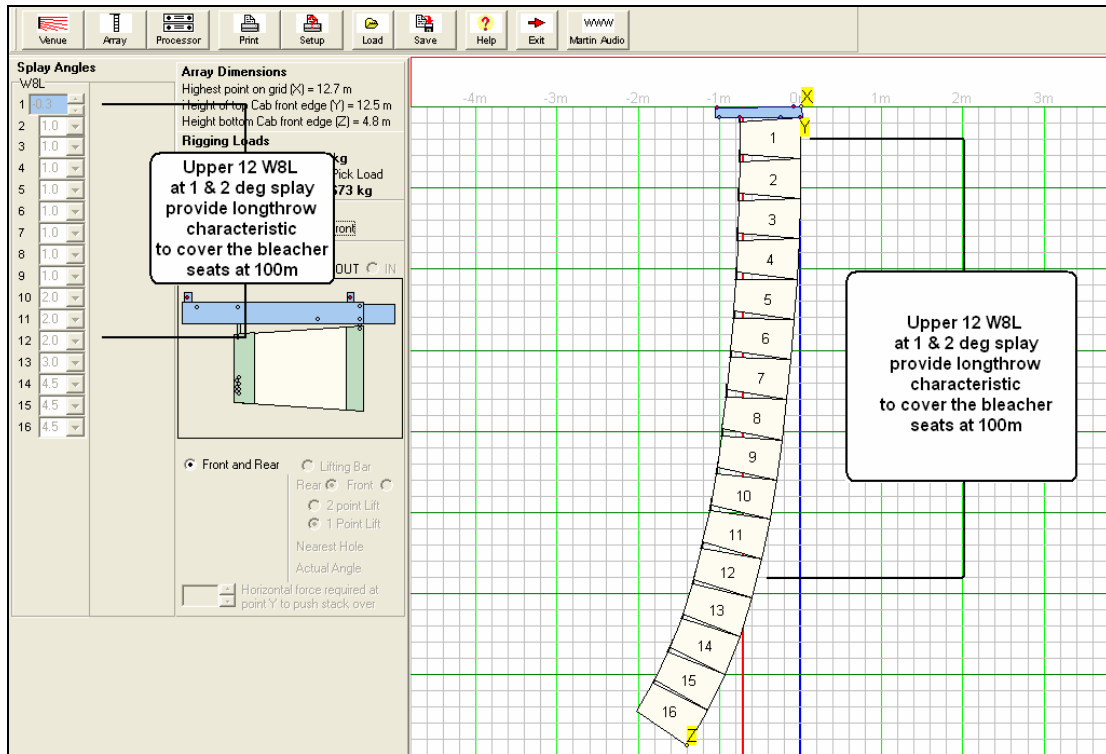 Venue
Array
Processor
Print
Setup
Load
Save
?
Help
Exit
www
Martin Audio
Splay Angles
W8L
1 -0.3
2 1.0
3 1.0
4 1.0
5 1.0
6 1.0
7 1.0
8 1.0
9 1.0
10 2.0
11 2.0
12 2.0
13 3.0
14 4.5
15 4.5
16 4.5
Array Dimensions
Highest point on grid (X) = 12.7 m
Height of top Cab front edge (Y) = 12.5 m
Height bottom Cab front edge (Z) = 4.8 m
Rigging Loads
kg
Pick Load
673 kg
OUT IN
Upper 12 W8L
at 1 & 2 deg splay
provide longthrow
characteristic
to cover the bleacher
seats at 100m
Front and Rear
Lifting Bar
Rear Front
2 point Lift
1 Point Lift
Nearest Hole
Actual Angle
Horizontal force required at
point Y to push stack over
-4m -3m -2m -1m 0m 1m 2m 3m
X
Y
1
2
3
4
5
6
7
8
9
10
11
12
13
14
15
16
Z
Upper 12 W8L
at 1 & 2 deg splay
provide longthrow
characteristic
to cover the bleacher
seats at 100m